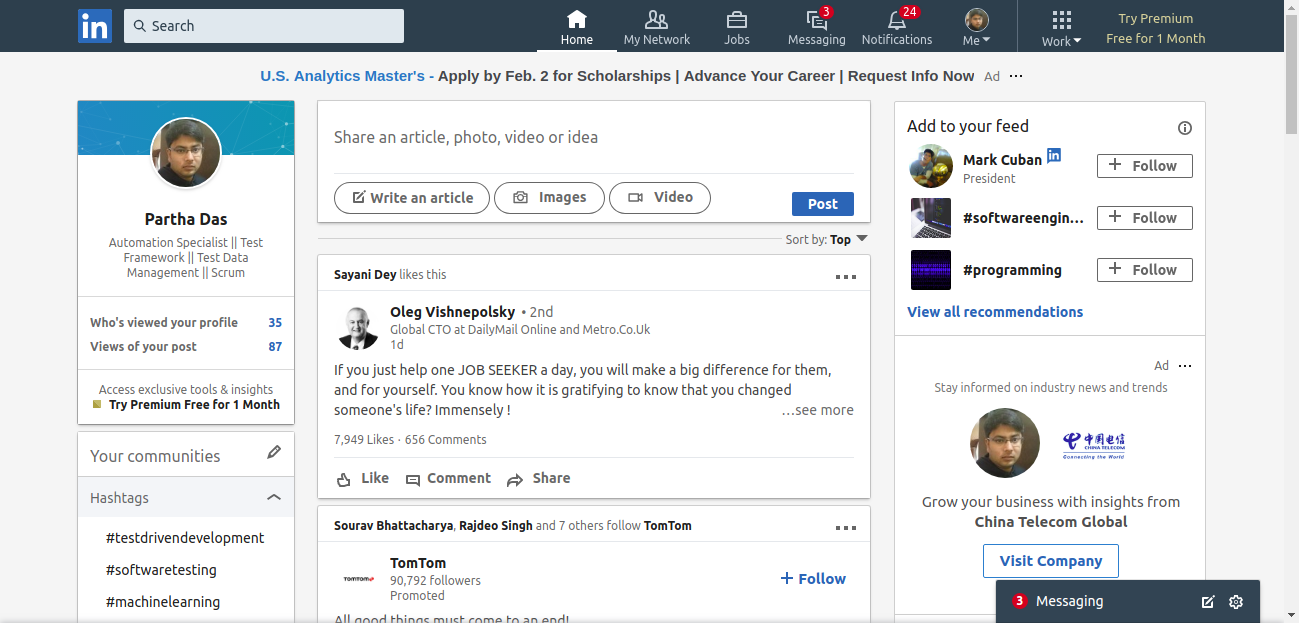 in
Search
Home
My Network
Jobs
3
Messaging
24
Notifications
Me
Work
Try Premium
Free for 1 Month
U.S. Analytics Master's - Apply by Feb. 2 for Scholarships | Advance Your Career | Request Info Now Ad ···
Partha Das
Automation Specialist || Test
Framework || Test Data
Management || Scrum
Who's viewed your profile 35
Views of your post 87
Access exclusive tools & insights
Try Premium Free for 1 Month
Your communities
Hashtags
#testdrivendevelopment
#softwaretesting
#machinelearning
Share an article, photo, video or idea
Write an article
Images
Video
Post
Sort by: Top
Sayani Dey likes this
Oleg Vishnepolsky • 2nd
Global CTO at DailyMail Online and Metro.Co.Uk
1d
If you just help one JOB SEEKER a day, you will make a big difference for them,
and for yourself. You know how it is gratifying to know that you changed
someone's life? Immensely !
...see more
7,949 Likes · 656 Comments
Like
Comment
Share
Sourav Bhattacharya, Rajdeo Singh and 7 others follow TomTom
TOMTOM
TomTom
90,792 followers
Promoted
+ Follow
All good things must come to an end!
Add to your feed
Mark Cuban in
President
+ Follow
#softwareengin...
+ Follow
#programming
+ Follow
View all recommendations
Ad ···
Stay informed on industry news and trends
中国电信
CHINA TELECOM
Connecting the World
Grow your business with insights from
China Telecom Global
Visit Company
3 Messaging